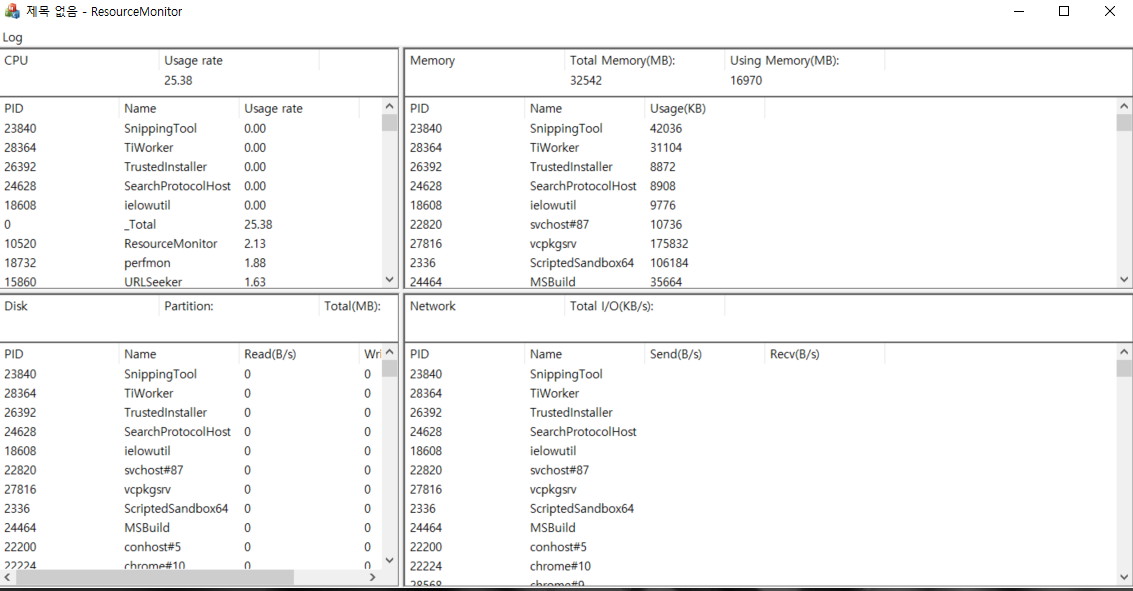 제목 없음 - ResourceMonitor
Log
CPU Usage rate
25.38
PID Name Usage rate
23840 SnippingTool 0.00
28364 TiWorker 0.00
26392 TrustedInstaller 0.00
24628 SearchProtocolHost 0.00
18608 ielowutil 0.00
0 _Total 25.38
10520 ResourceMonitor 2.13
18732 perfmon 1.88
15860 URLSeeker 1.63
Memory Total Memory(MB): Using Memory(MB):
32542 16970
PID Name Usage(KB)
23840 SnippingTool 42036
28364 TiWorker 31104
26392 TrustedInstaller 8872
24628 SearchProtocolHost 8908
18608 ielowutil 9776
22820 svchost#87 10736
27816 vcpkgsrv 175832
2336 ScriptedSandbox64 106184
24464 MSBuild 35664
Disk Partition: Total(MB):
PID Name Read(B/s) Wri
23840 SnippingTool 0 0
28364 TiWorker 0 0
26392 TrustedInstaller 0 0
24628 SearchProtocolHost 0 0
18608 ielowutil 0 0
22820 svchost#87 0 0
27816 vcpkgsrv 0 0
2336 ScriptedSandbox64 0 0
24464 MSBuild 0 0
22200 conhost#5 0 0
22224 chrome#10 0 0
Network Total I/O(KB/s):
PID Name Send(B/s) Recv(B/s)
23840 SnippingTool
28364 TiWorker
26392 TrustedInstaller
24628 SearchProtocolHost
18608 ielowutil
22820 svchost#87
27816 vcpkgsrv
2336 ScriptedSandbox64
24464 MSBuild
22200 conhost#5
22224 chrome#10
28568 chrome#9